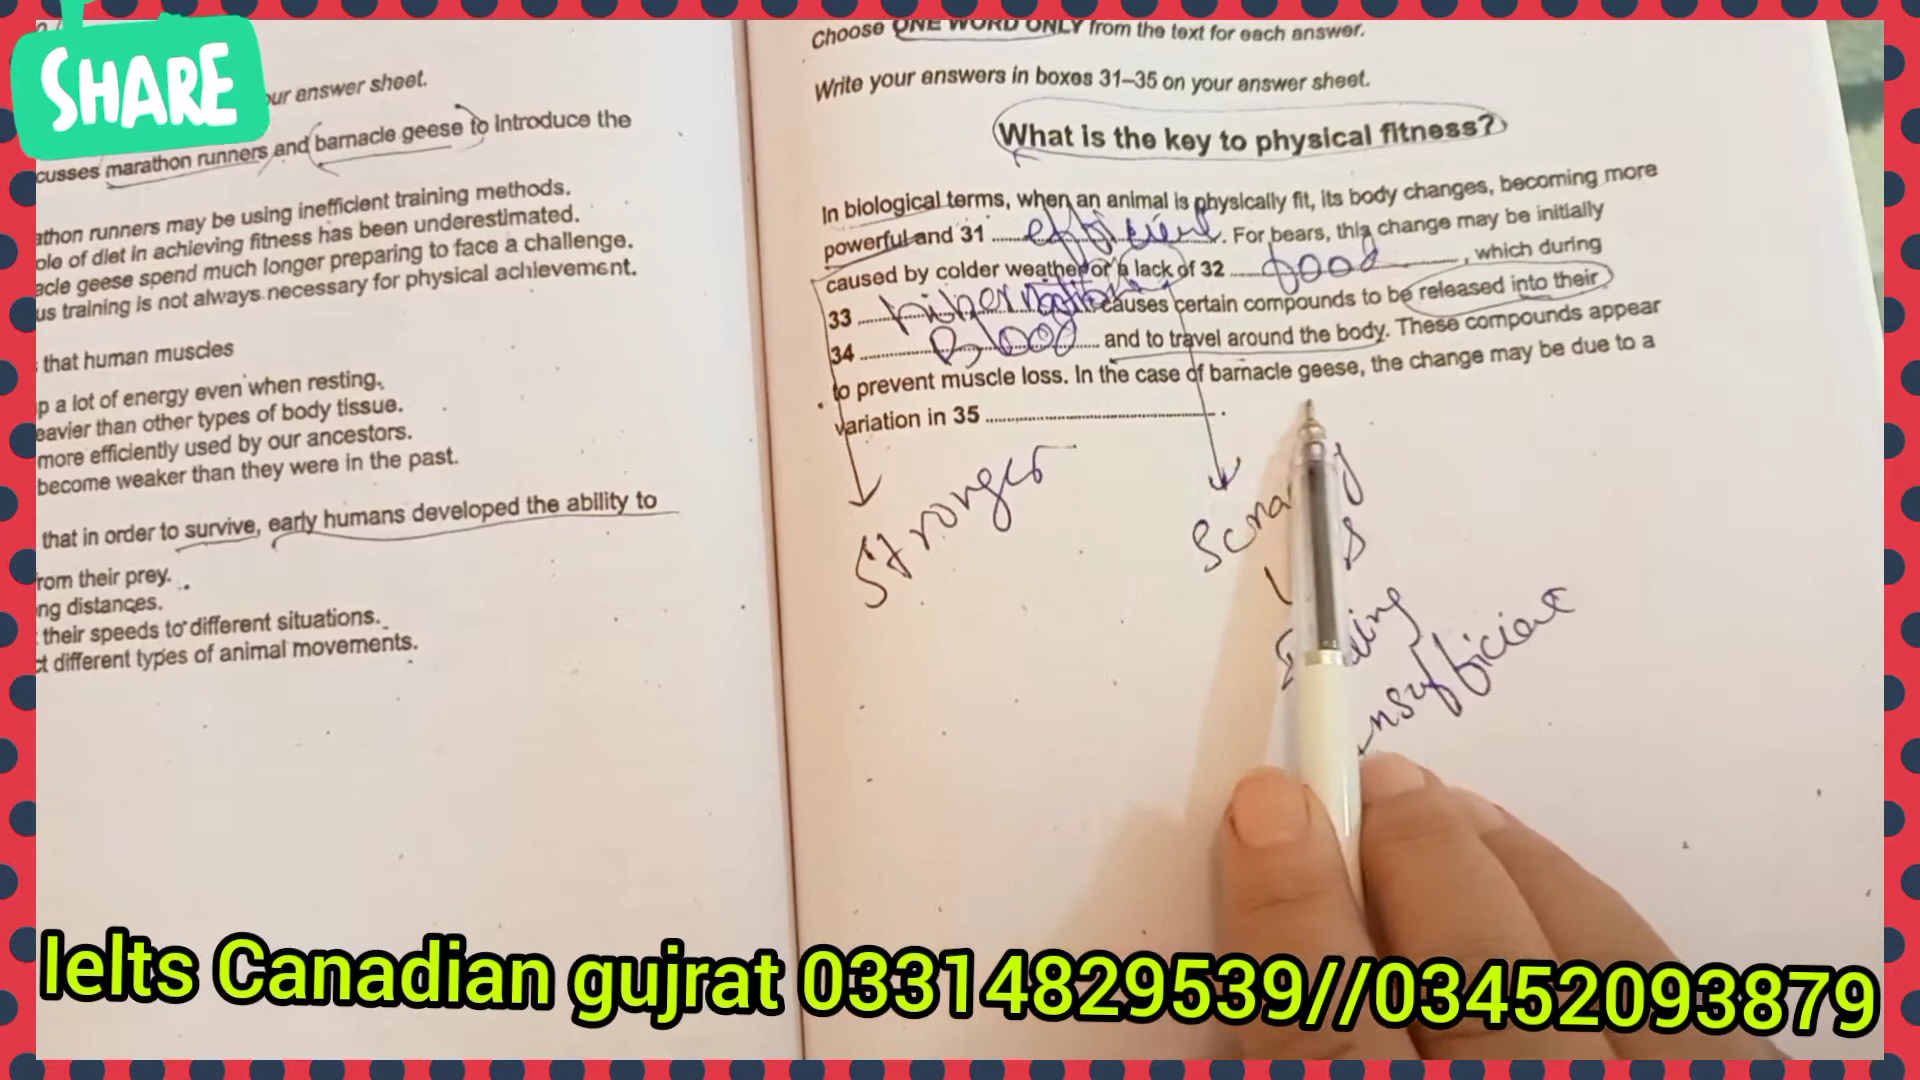 SHARE
our answer sheet.
cusses marathon runners and barnacle geese to introduce the
athon runners may be using inefficient training methods.
ole of diet in achieving fitness has been underestimated.
acle geese spend much longer preparing to face a challenge.
us training is not always necessary for physical achievement.
that human muscles
p a lot of energy even when resting.
eavier than other types of body tissue.
more efficiently used by our ancestors.
become weaker than they were in the past.
that in order to survive, early humans developed the ability to
rom their prey.
ng distances.
their speeds to different situations.
ct different types of animal movements.
Choose ONE WORD ONLY from the text for each answer.
Write your answers in boxes 31–35 on your answer sheet.
What is the key to physical fitness?
In biological terms, when an animal is physically fit, its body changes, becoming more
powerful and 31 efficient. For bears, this change may be initially
caused by colder weather or a lack of 32 food, which during
33 causes certain compounds to be released into their
34 Blood and to travel around the body. These compounds appear
to prevent muscle loss. In the case of barnacle geese, the change may be due to a
variation in 35 .
Stronger
insufficient
Ielts Canadian gujrat 03314829539//03452093879